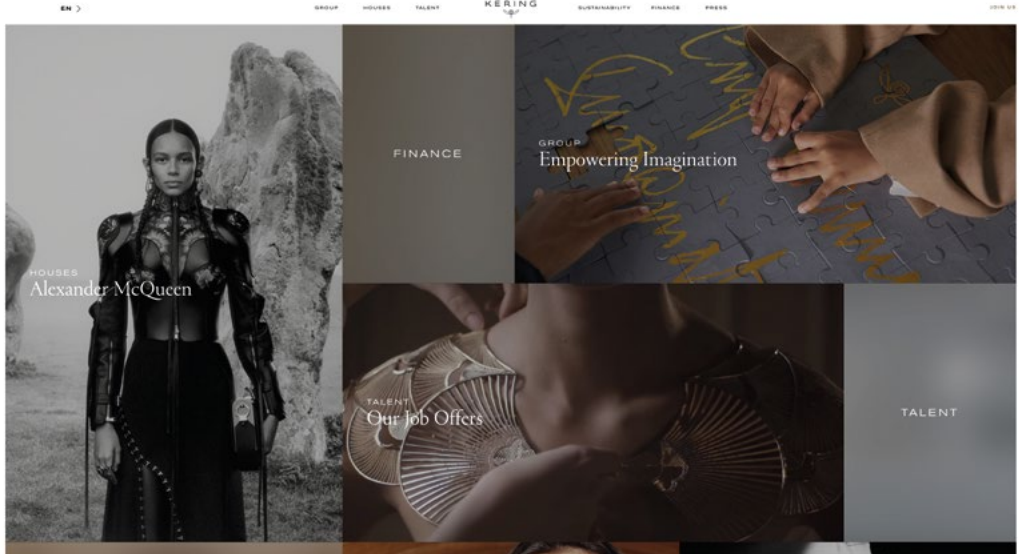 EN
GROUP
HOUSES
TALENT
KERING
SUSTAINABILITY
FINANCE
PRESS
JOIN US
FINANCE
GROUP
Empowering Imagination
HOUSES
Alexander McQueen
TALENT
Our Job Offers
TALENT